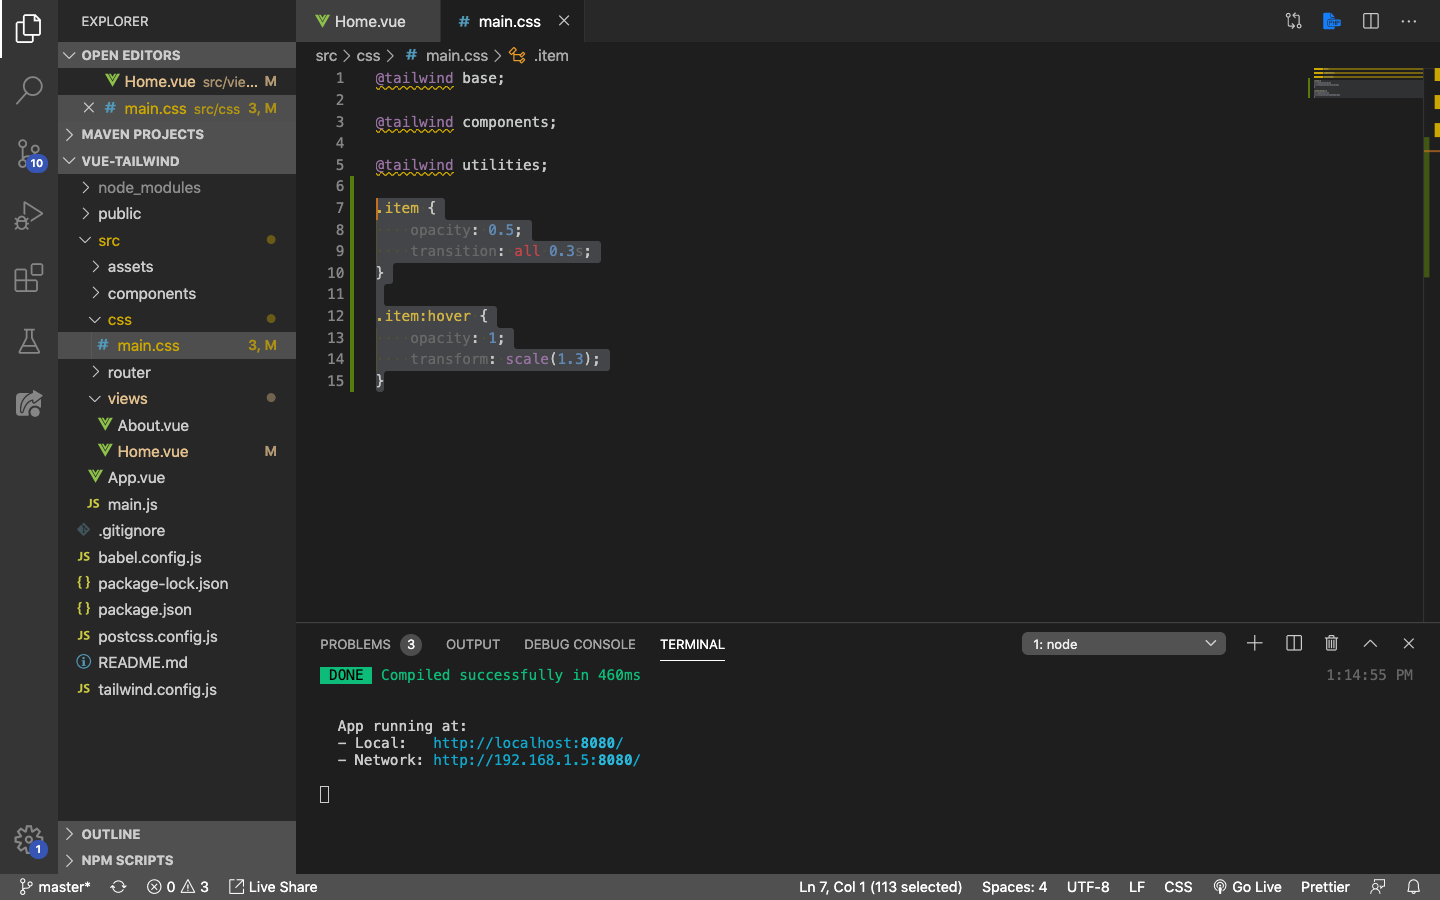 EXPLORER
OPEN EDITORS
Home.vue src/vie... M
main.css src/css 3, M
MAVEN PROJECTS
VUE-TAILWIND
node_modules
public
src
assets
components
css
# main.css 3, M
router
views
About.vue
Home.vue M
App.vue
JS main.js
.gitignore
JS babel.config.js
{} package-lock.json
{} package.json
JS postcss.config.js
README.md
JS tailwind.config.js
OUTLINE
NPM SCRIPTS
10
1
Home.vue
# main.css
src > css > # main.css > .item
1 @tailwind base;
2
3 @tailwind components;
4
5 @tailwind utilities;
6
7 .item {
8 opacity: 0.5;
9 transition: all 0.3s;
10 }
11
12 .item:hover {
13 opacity: 1;
14 transform: scale(1.3);
15 }
PROBLEMS 3 OUTPUT DEBUG CONSOLE TERMINAL 1: node
DONE Compiled successfully in 460ms 1:14:55 PM
App running at:
- Local: http://localhost:8080/
- Network: http://192.168.1.5:8080/
master* 0 3 Live Share Ln 7, Col 1 (113 selected) Spaces: 4 UTF-8 LF CSS Go Live Prettier